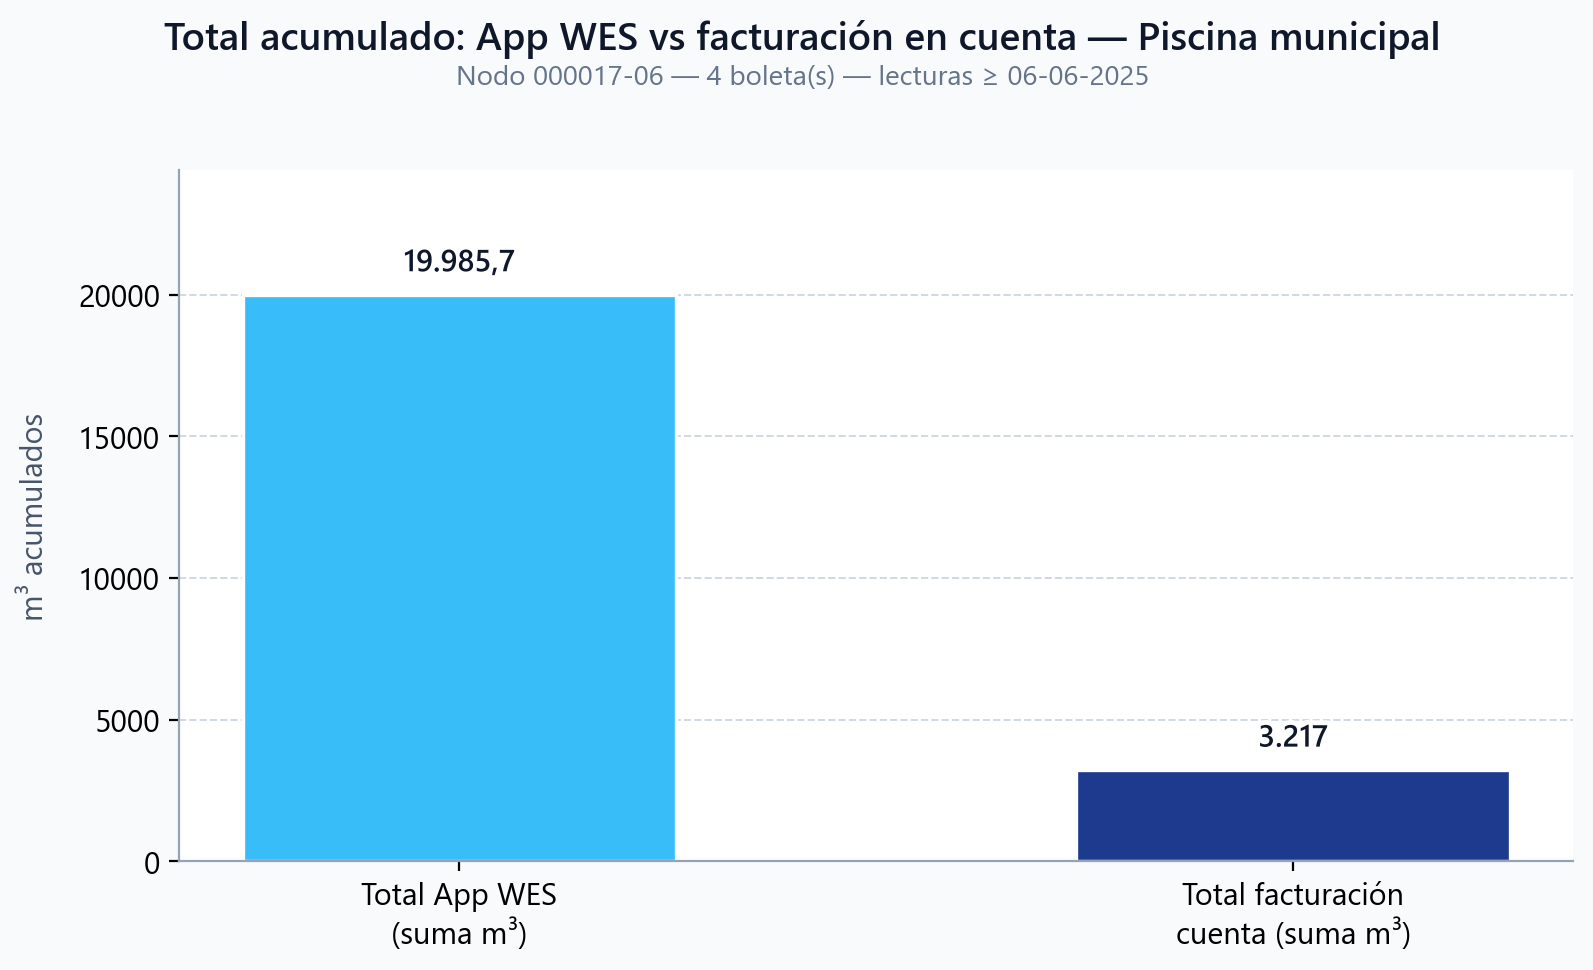 Total acumulado: App WES vs facturación en cuenta — Piscina municipal
Nodo 000017-06 — 4 boleta(s) — lecturas ≥ 06-06-2025
m³ acumulados
20000
15000
10000
5000
0
19.985,7
3.217
Total App WES
(suma m³)
Total facturación
cuenta (suma m³)